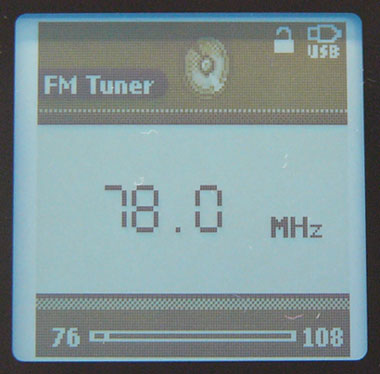 USB
FM Tuner
78.0 MHz
76 108